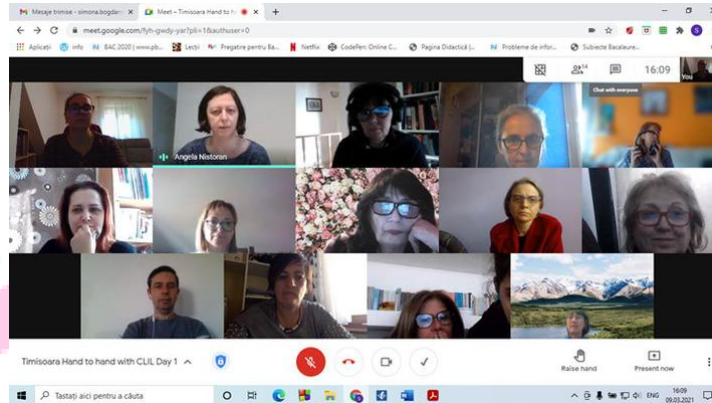 Mesaje trimise - simona.bogdan
Meet – Timisoara Hand to h
meet.google.com/fyh-gwdy-yar?pli=1&authuser=0
Aplicații info BAC 2020 | www.pb... Lecții Pregatire pentru Ba... Netflix CodePen: Online C... Pagina Didactică |... Probleme de infor... Subiecte Bacalaure...
14 16:09 You
Chat with everyone
Angela Nistoran
Timisoara Hand to hand with CLIL Day 1
Raise hand Present now
Tastați aici pentru a căuta
ENG 16:09
09.03.2021